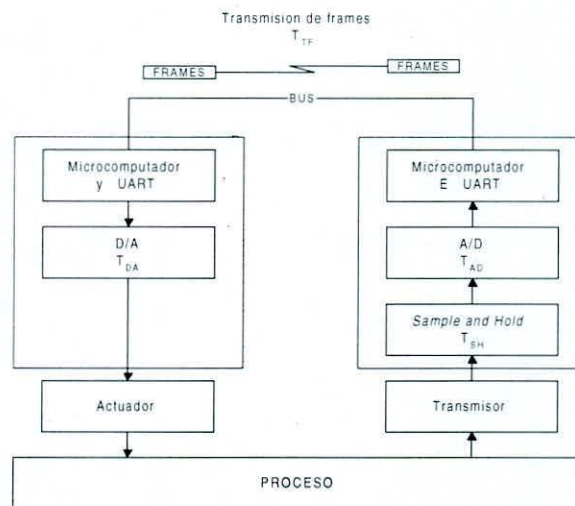 Transmision de frames
T_TF
FRAMES
FRAMES
BUS
Microcomputador
y UART
D/A
T_DA
Actuador
Microcomputador
E UART
A/D
T_AD
Sample and Hold
T_SH
Transmisor
PROCESO